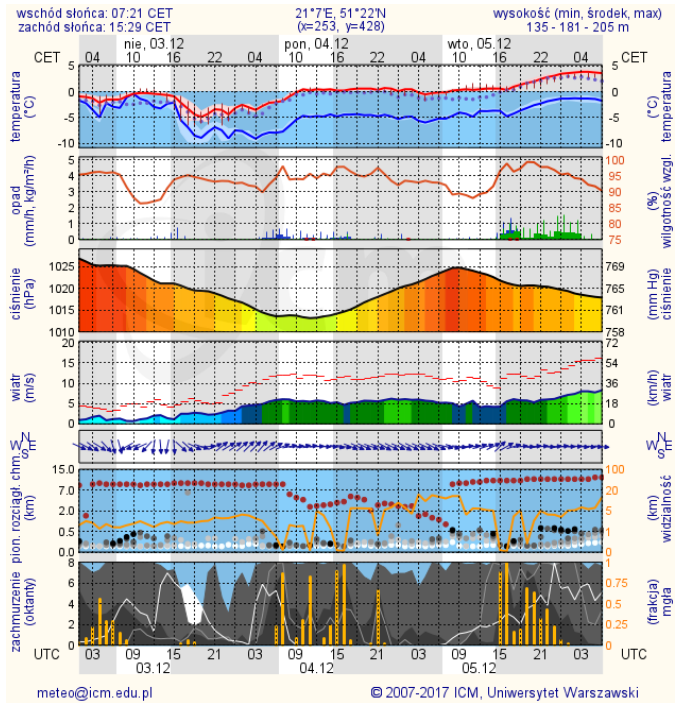 wschód słońca: 07:21 CET 21°7'E, 51°22'N wysokość (min, środek, max)
zachód słońca: 15:29 CET (x=253, y=428) 135 - 181 - 205 m
nie, 03.12 pon, 04.12 wto, 05.12
CET 04 10 16 22 04 10 16 22 04 10 16 22 04 CET
temperatura (°C) 5 0 -5 -10 5 0 -5 -10 temperatura (°C)
opad (mm/h, kg/m²/h) 5 4 3 2 1 0 100 95 90 85 80 75 (%) wilgotność wzgl.
ciśnienie (hPa) 1025 1020 1015 1010 769 765 761 758 (mm Hg) ciśnienie
wiatr (m/s) 20 15 10 5 0 72 54 36 18 0 (km/h) wiatr
N W E S N W E S
pion. rozciągł. chm (km) 15.0 7.0 2.0 0.5 0.0 100 20 5 1 0 (km) widzialność
zachmurzenie (oktanty) 8 6 4 2 0 1 0.75 0.5 0.25 0 (frakcja) mgła
UTC 03 09 15 21 03 09 15 21 03 09 15 21 03 UTC
03.12 04.12 05.12
meteo@icm.edu.pl © 2007-2017 ICM, Uniwersytet Warszawski